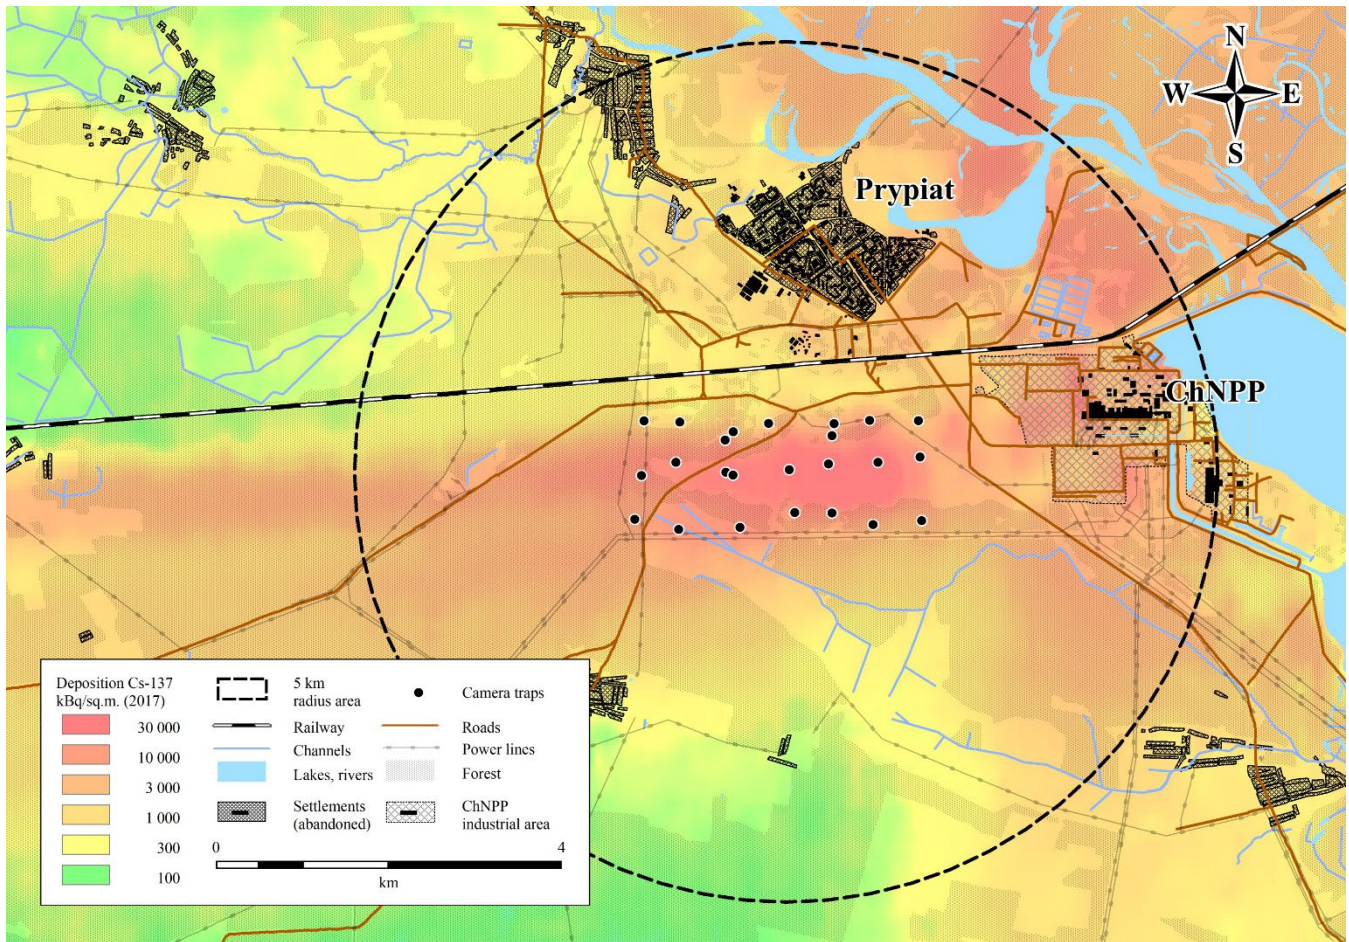 N
W E
S
Prypiat
ChNPP
Deposition Cs-137
kBq/sq.m. (2017)
30 000
10 000
3 000
1 000
300
100
5 km
radius area
Railway
Channels
Lakes, rivers
Settlements
(abandoned)
Camera traps
Roads
Power lines
Forest
ChNPP
industrial area
0 4
km